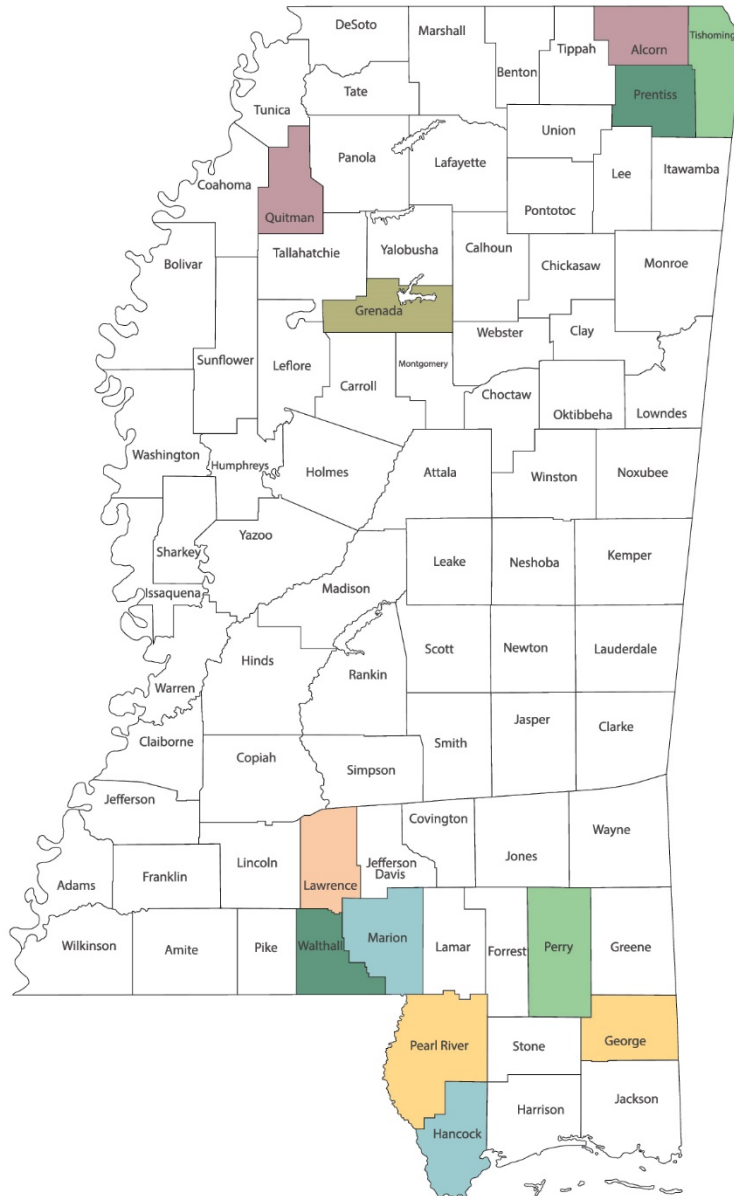 DeSoto
Marshall
Benton
Tippah
Alcorn
Tishoming
Prentiss
Tate
Tunica
Union
Panola
Lafayette
Lee
Itawamba
Coahoma
Quitman
Pontotoc
Tallahatchie
Yalobusha
Calhoun
Chickasaw
Monroe
Bolivar
Grenada
Webster
Clay
Sunflower
Leflore
Carroll
Montgomery
Choctaw
Oktibbeha
Lowndes
Washington
Humphreys
Holmes
Attala
Winston
Noxubee
Sharkey
Yazoo
Leake
Neshoba
Kemper
Issaquena
Madison
Hinds
Rankin
Scott
Newton
Lauderdale
Warren
Claiborne
Copiah
Simpson
Smith
Jasper
Clarke
Jefferson
Covington
Wayne
Lincoln
Lawrence
Jefferson
Davis
Jones
Adams
Franklin
Wilkinson
Amite
Pike
Walthall
Marion
Lamar
Forrest
Perry
Greene
Pearl River
Stone
George
Hancock
Harrison
Jackson